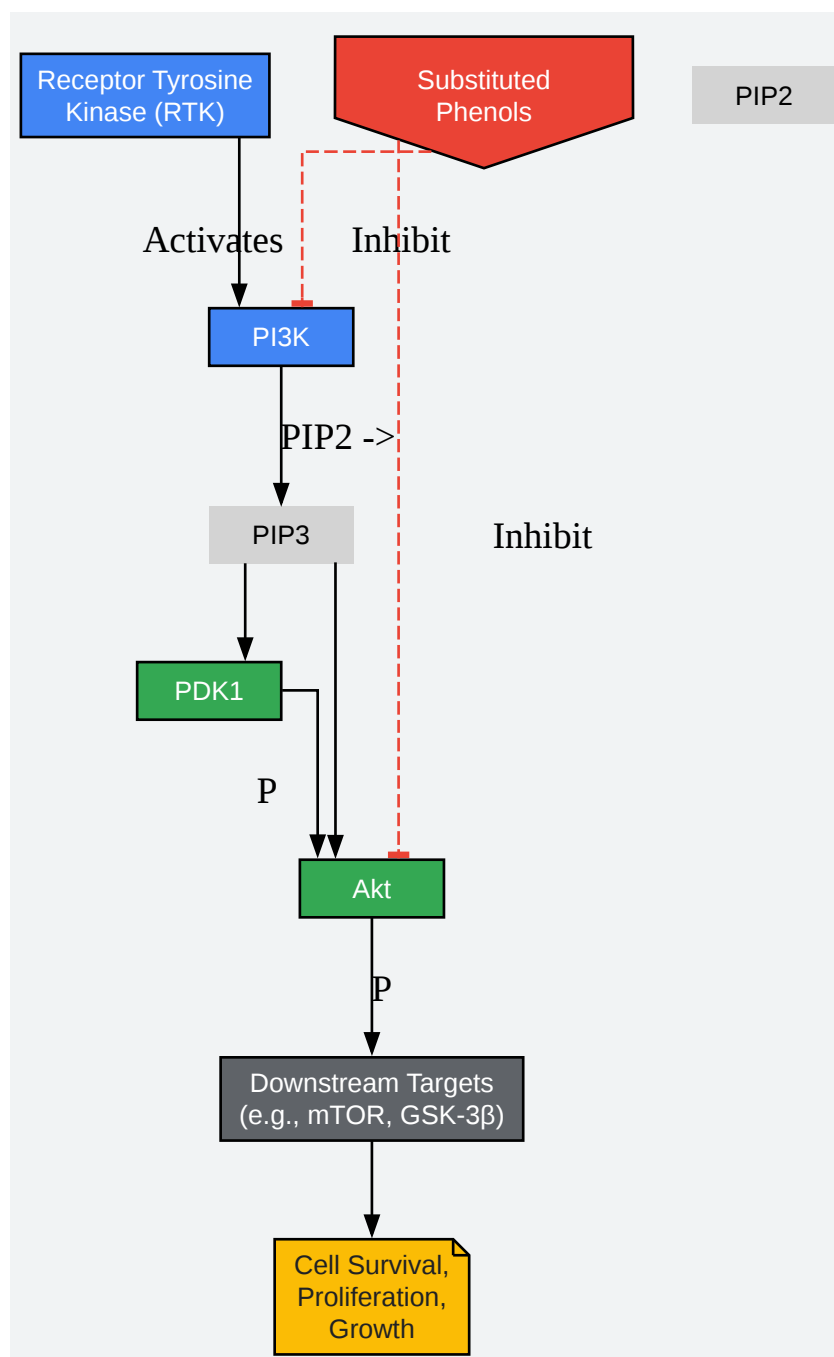 Receptor Tyrosine
Kinase (RTK)
Substituted
Phenols
PIP2
Activates
Inhibit
PI3K
PIP2 ->
PIP3
Inhibit
PDK1
P
Akt
P
Downstream Targets
(e.g., mTOR, GSK-3β)
Cell Survival,
Proliferation,
Growth